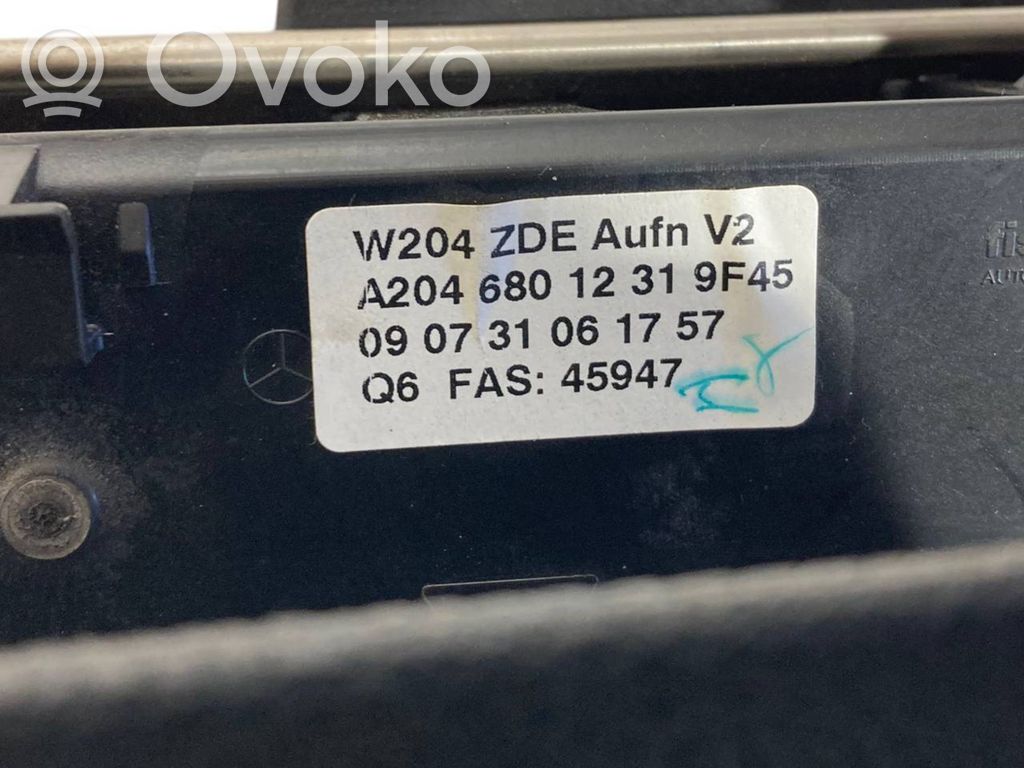 Ovoko
W204 ZDE Aufn V2
A204 680 12 31 9F45
09 07 31 06 17 57
Q6 FAS: 45947